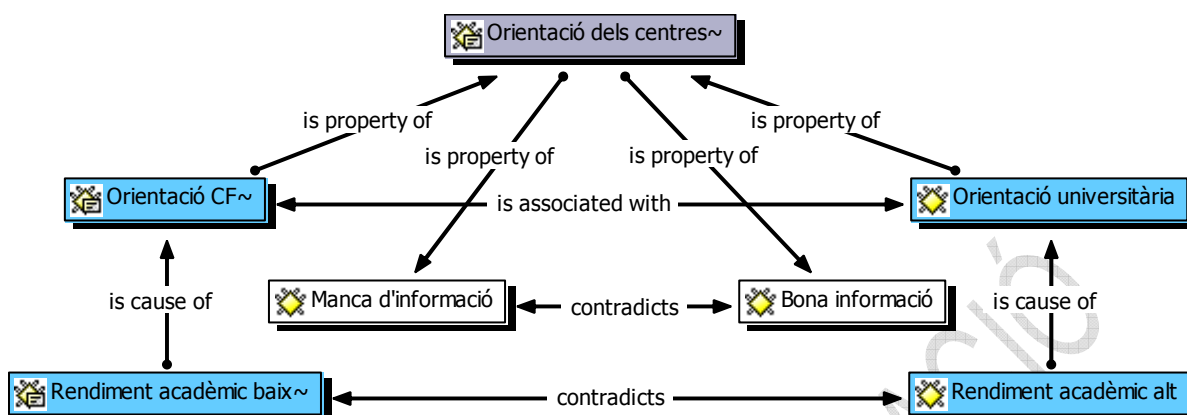 Orientació dels centres~
is property of
is property of
is property of
is property of
Orientació CF~
is associated with
Orientació universitària
is cause of
Manca d'informació
contradicts
Bona informació
is cause of
Rendiment acadèmic baix~
contradicts
Rendiment acadèmic alt